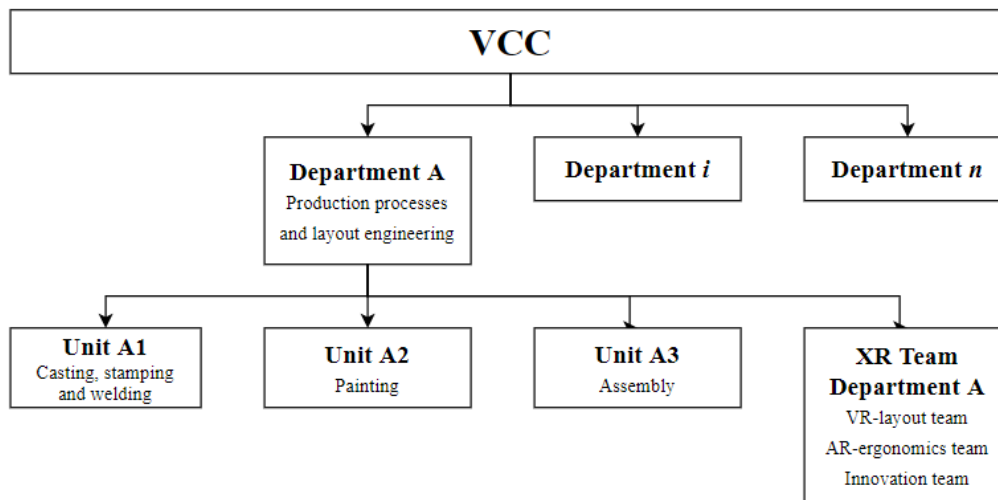 VCC
Department A
Production processes
and layout engineering
Department i
Department n
Unit A1
Casting, stamping
and welding
Unit A2
Painting
Unit A3
Assembly
XR Team
Department A
VR-layout team
AR-ergonomics team
Innovation team